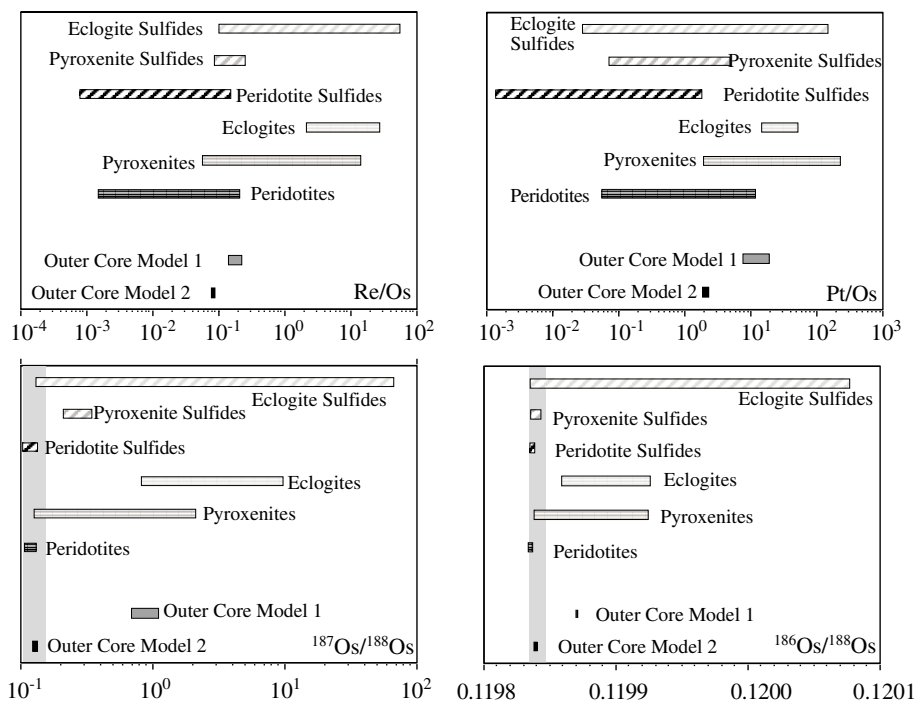 Eclogite Sulfides
Pyroxenite Sulfides
Peridotite Sulfides
Eclogites
Pyroxenites
Peridotites
Outer Core Model 1
Outer Core Model 2
Re/Os
10⁻⁴ 10⁻³ 10⁻² 10⁻¹ 10⁰ 10¹ 10²
Eclogite
Sulfides
Pyroxenite Sulfides
Peridotite Sulfides
Eclogites
Pyroxenites
Peridotites
Outer Core Model 1
Outer Core Model 2
Pt/Os
10⁻³ 10⁻² 10⁻¹ 10⁰ 10¹ 10² 10³
Eclogite Sulfides
Pyroxenite Sulfides
Peridotite Sulfides
Eclogites
Pyroxenites
Peridotites
Outer Core Model 1
Outer Core Model 2
¹⁸⁷Os/¹⁸⁸Os
10⁻¹ 10⁰ 10¹ 10²
Eclogite Sulfides
Pyroxenite Sulfides
Peridotite Sulfides
Eclogites
Pyroxenites
Peridotites
Outer Core Model 1
Outer Core Model 2
¹⁸⁶Os/¹⁸⁸Os
0.1198 0.1199 0.1200 0.1201